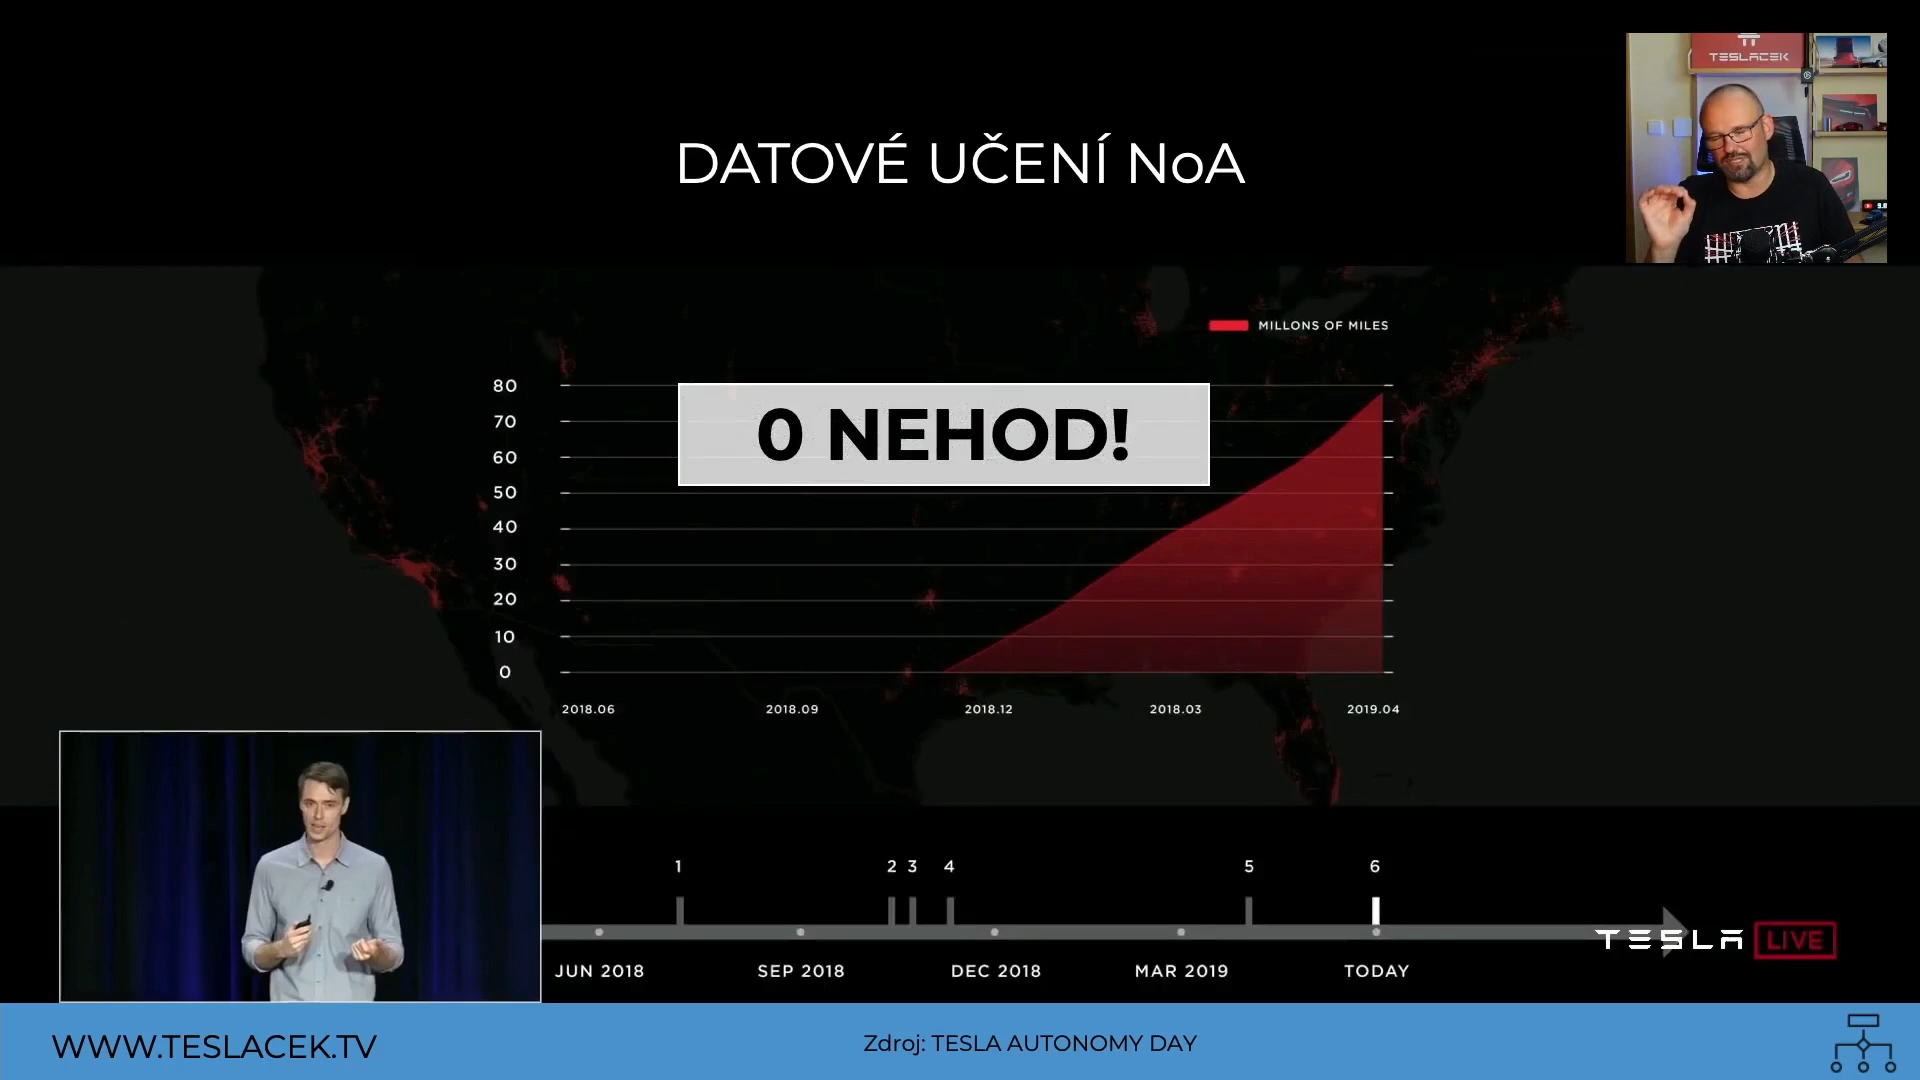 TESLACEK
DATOVÉ UČENÍ NoA
MILLONS OF MILES
0 NEHOD!
80
70
60
50
40
30
20
10
0
2018.06 2018.09 2018.12 2018.03 2019.04
1 2 3 4 5 6
TESLA LIVE
JUN 2018 SEP 2018 DEC 2018 MAR 2019 TODAY
WWW.TESLACEK.TV
Zdroj: TESLA AUTONOMY DAY